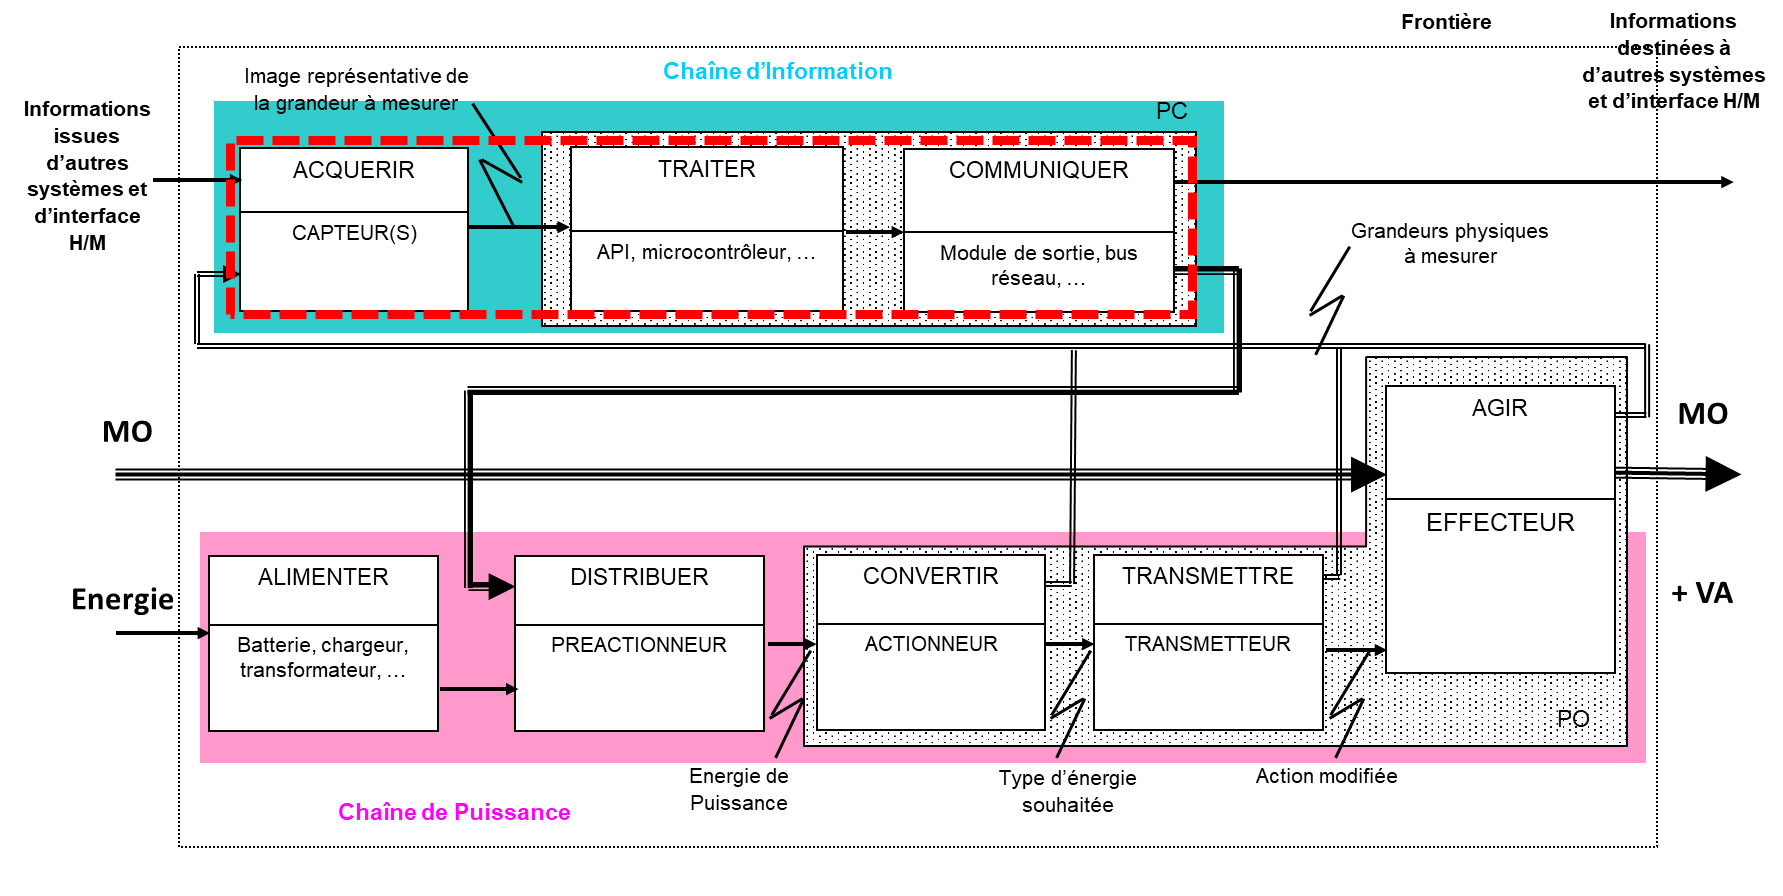 Frontière
Informations
destinées à
d’autres systèmes
et d’interface H/M
Chaîne d’Information
Image représentative de
la grandeur à mesurer
Informations
issues
d’autres
systèmes et
d’interface
H/M
PC
ACQUERIR
CAPTEUR(S)
TRAITER
API, microcontrôleur, …
COMMUNIQUER
Module de sortie, bus
réseau, …
Grandeurs physiques
à mesurer
MO
MO
AGIR
EFFECTEUR
Energie
ALIMENTER
Batterie, chargeur,
transformateur, …
DISTRIBUER
PREACTIONNEUR
CONVERTIR
ACTIONNEUR
TRANSMETTRE
TRANSMETTEUR
+ VA
PO
Energie de
Puissance
Type d’énergie
souhaitée
Action modifiée
Chaîne de Puissance